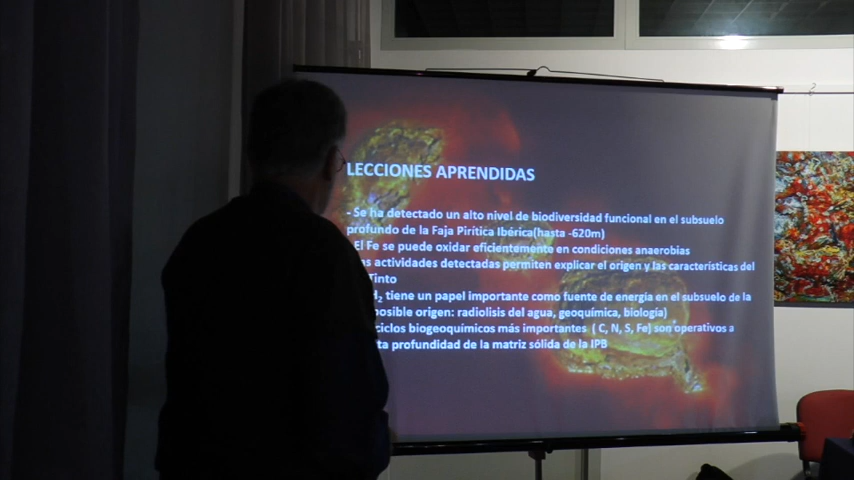 LECCIONES APRENDIDAS
- Se ha detectado un alto nivel de biodiversidad funcional en el subsuelo
profundo de la Faja Pirítica Ibérica(hasta -620m)
El Fe se puede oxidar eficientemente en condiciones anaerobias
as actividades detectadas permiten explicar el origen y las características del
Tinto
H2 tiene un papel importante como fuente de energía en el subsuelo de la
posible origen: radiolisis del agua, geoquímica, biología)
ciclos biogeoquímicos más importantes ( C, N, S, Fe) son operativos a
ta profundidad de la matriz sólida de la IPB